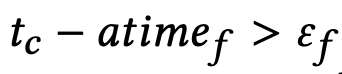 t_c − atime_f > ε_f